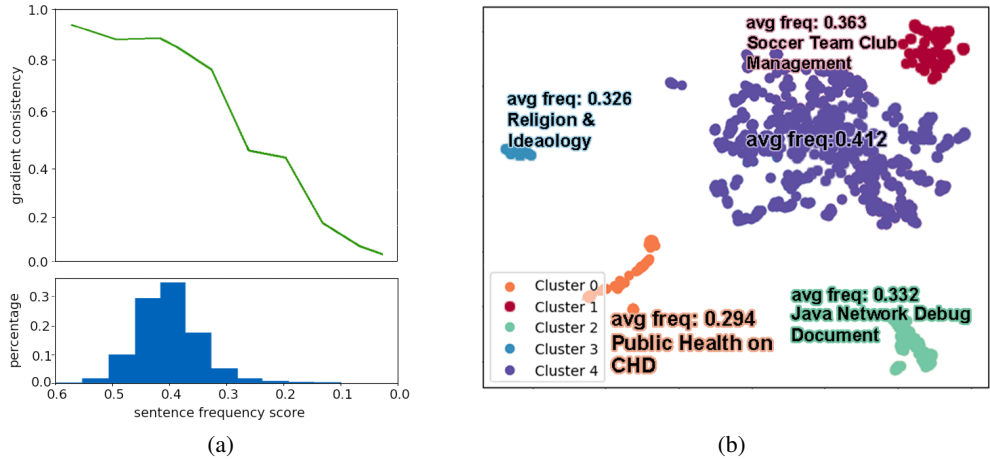 1.0
0.8
0.6
0.4
0.2
0.0
gradient consistency
0.3
0.2
0.1
0.0
percentage
0.6 0.5 0.4 0.3 0.2 0.1 0.0
sentence frequency score
(a)
avg freq: 0.363
Soccer Team Club
Management
avg freq: 0.326
Religion &
Ideaology
avg freq:0.412
Cluster 0
Cluster 1
Cluster 2
Cluster 3
Cluster 4
avg freq: 0.294
Public Health on
CHD
avg freq: 0.332
Java Network Debug
Document
(b)